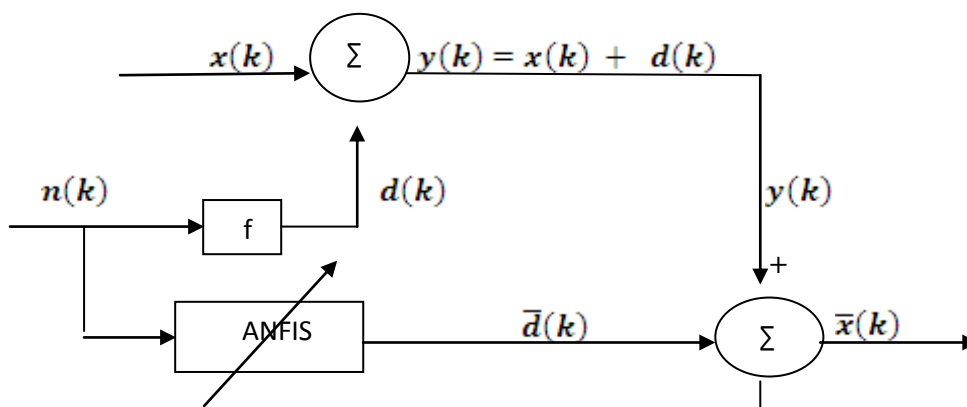 x(k)
Σ
y(k) = x(k) + d(k)
n(k)
f
d(k)
y(k)
+
ANFIS
d̅(k)
Σ
x̅(k)